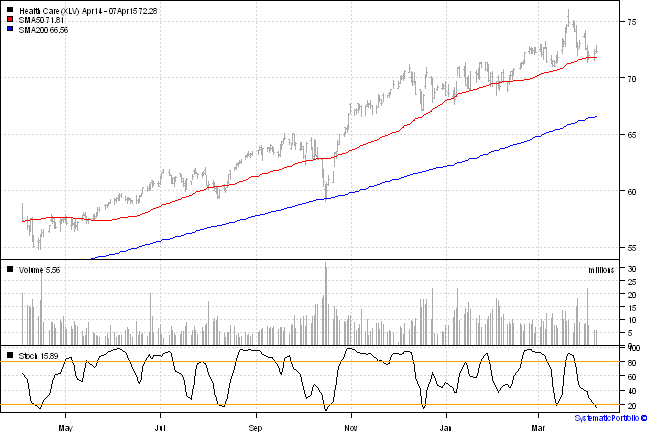 Health Care (XLV) Apr14 - 07Apr15 72.28
SMA50 71.81
SMA200 66.56
75
70
65
60
55
Volume 5.56
millions
30
25
20
15
10
5
0
Stoch 15.89
100
80
60
40
20
May Jul Sep Nov Jan Mar
SystematicPortfolio ©